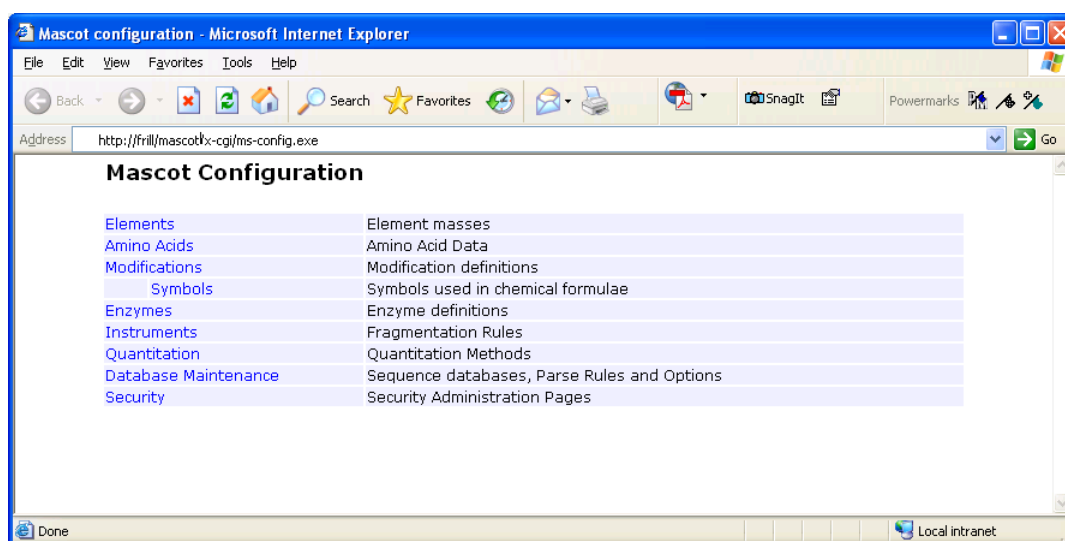 Mascot configuration - Microsoft Internet Explorer
File Edit View Favorites Tools Help
Back Search Favorites SnagIt Powermarks
Address http://frill/mascotx-cgi/ms-config.exe Go
Mascot Configuration
Elements Element masses
Amino Acids Amino Acid Data
Modifications Modification definitions
Symbols Symbols used in chemical formulae
Enzymes Enzyme definitions
Instruments Fragmentation Rules
Quantitation Quantitation Methods
Database Maintenance Sequence databases, Parse Rules and Options
Security Security Administration Pages
Done Local intranet